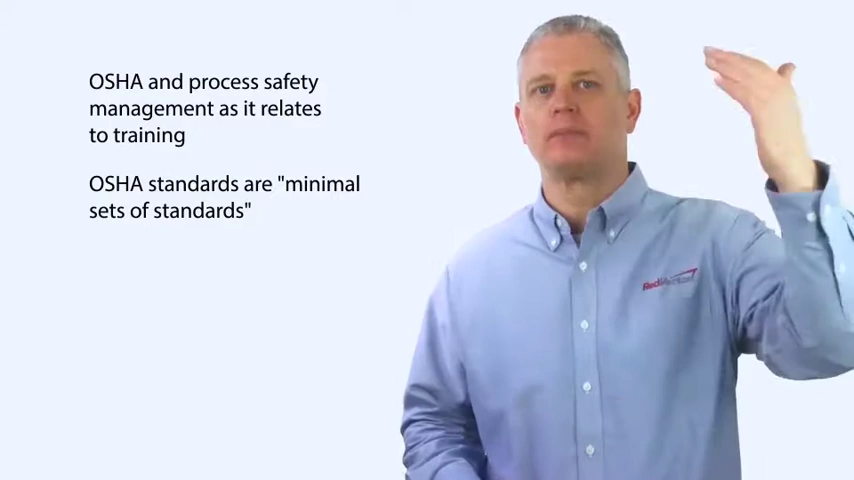 OSHA and process safety
management as it relates
to training
OSHA standards are "minimal
sets of standards"